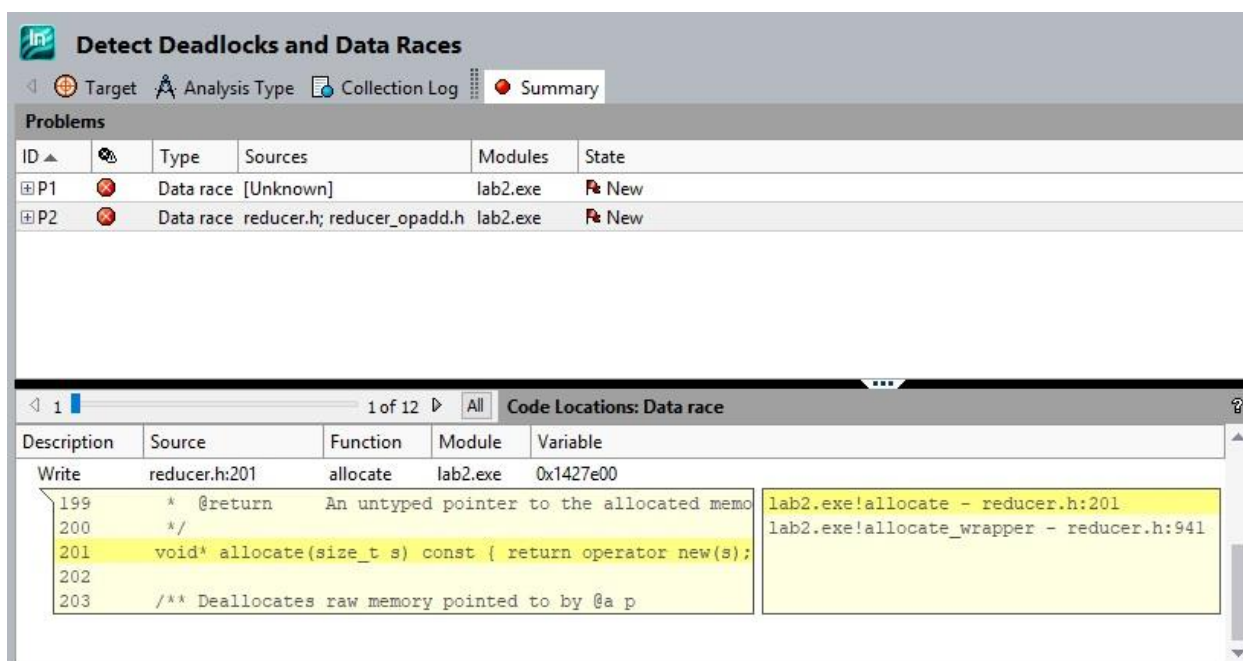 Detect Deadlocks and Data Races
Target Analysis Type Collection Log Summary
Problems
ID Type Sources Modules State
P1 Data race [Unknown] lab2.exe New
P2 Data race reducer.h; reducer_opadd.h lab2.exe New
1 1 of 12 All Code Locations: Data race ?
Description Source Function Module Variable
Write reducer.h:201 allocate lab2.exe 0x1427e00
199 * @return An untyped pointer to the allocated memo lab2.exe!allocate - reducer.h:201
200 */ lab2.exe!allocate_wrapper - reducer.h:941
201 void* allocate(size_t s) const { return operator new(s);
202
203 /** Deallocates raw memory pointed to by @a p